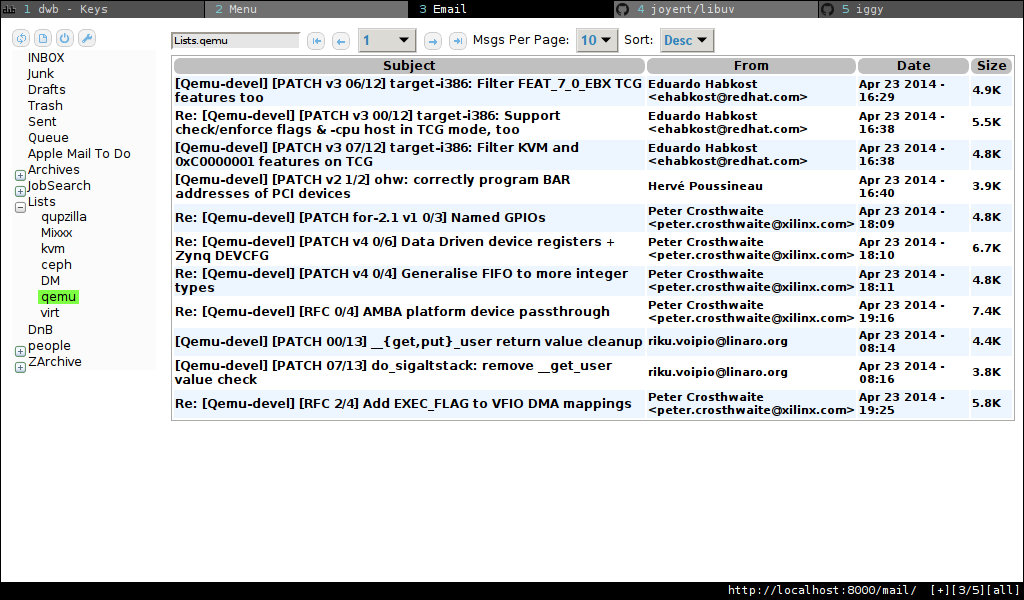 dwb 1 dwb - Keys
2 Menu
3 Email
4 joyent/libuv
5 iggy
INBOX
Junk
Drafts
Trash
Sent
Queue
Apple Mail To Do
Archives
JobSearch
Lists
qupzilla
Mixxx
kvm
ceph
DM
qemu
virt
DnB
people
ZArchive
Lists.qemu 1 Msgs Per Page: 10 Sort: Desc
Subject From Date Size
[Qemu-devel] [PATCH v3 06/12] target-i386: Filter FEAT_7_0_EBX TCG
features too
Eduardo Habkost
<ehabkost@redhat.com>
Apr 23 2014 -
16:29
4.9K
Re: [Qemu-devel] [PATCH v3 00/12] target-i386: Support
check/enforce flags & -cpu host in TCG mode, too
Eduardo Habkost
<ehabkost@redhat.com>
Apr 23 2014 -
16:38
5.5K
[Qemu-devel] [PATCH v3 07/12] target-i386: Filter KVM and
0xC0000001 features on TCG
Eduardo Habkost
<ehabkost@redhat.com>
Apr 23 2014 -
16:38
4.8K
[Qemu-devel] [PATCH v2 1/2] ohw: correctly program BAR
addresses of PCI devices
Hervé Poussineau
Apr 23 2014 -
16:40
3.9K
Re: [Qemu-devel] [PATCH for-2.1 v1 0/3] Named GPIOs
Peter Crosthwaite
<peter.crosthwaite@xilinx.com>
Apr 23 2014 -
18:09
4.8K
Re: [Qemu-devel] [PATCH v4 0/6] Data Driven device registers +
Zynq DEVCFG
Peter Crosthwaite
<peter.crosthwaite@xilinx.com>
Apr 23 2014 -
18:10
6.7K
Re: [Qemu-devel] [PATCH v4 0/4] Generalise FIFO to more integer
types
Peter Crosthwaite
<peter.crosthwaite@xilinx.com>
Apr 23 2014 -
18:11
4.8K
Re: [Qemu-devel] [RFC 0/4] AMBA platform device passthrough
Peter Crosthwaite
<peter.crosthwaite@xilinx.com>
Apr 23 2014 -
19:16
7.4K
[Qemu-devel] [PATCH 00/13] __{get,put}_user return value cleanup
riku.voipio@linaro.org
Apr 23 2014 -
08:14
4.4K
[Qemu-devel] [PATCH 07/13] do_sigaltstack: remove __get_user
value check
riku.voipio@linaro.org
Apr 23 2014 -
08:16
3.8K
Re: [Qemu-devel] [RFC 2/4] Add EXEC_FLAG to VFIO DMA mappings
Peter Crosthwaite
<peter.crosthwaite@xilinx.com>
Apr 23 2014 -
19:25
5.8K
http://localhost:8000/mail/ [+][3/5][all]